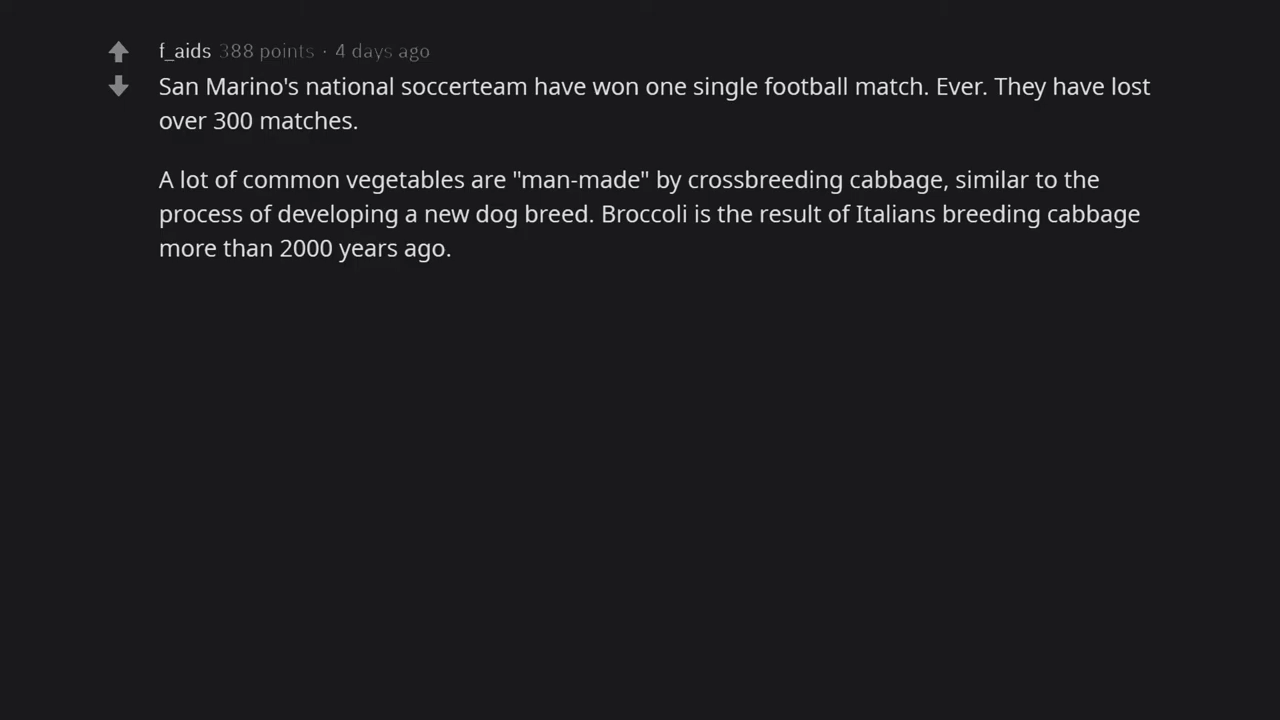 f_aids 388 points · 4 days ago
San Marino's national soccerteam have won one single football match. Ever. They have lost
over 300 matches.
A lot of common vegetables are "man-made" by crossbreeding cabbage, similar to the
process of developing a new dog breed. Broccoli is the result of Italians breeding cabbage
more than 2000 years ago.